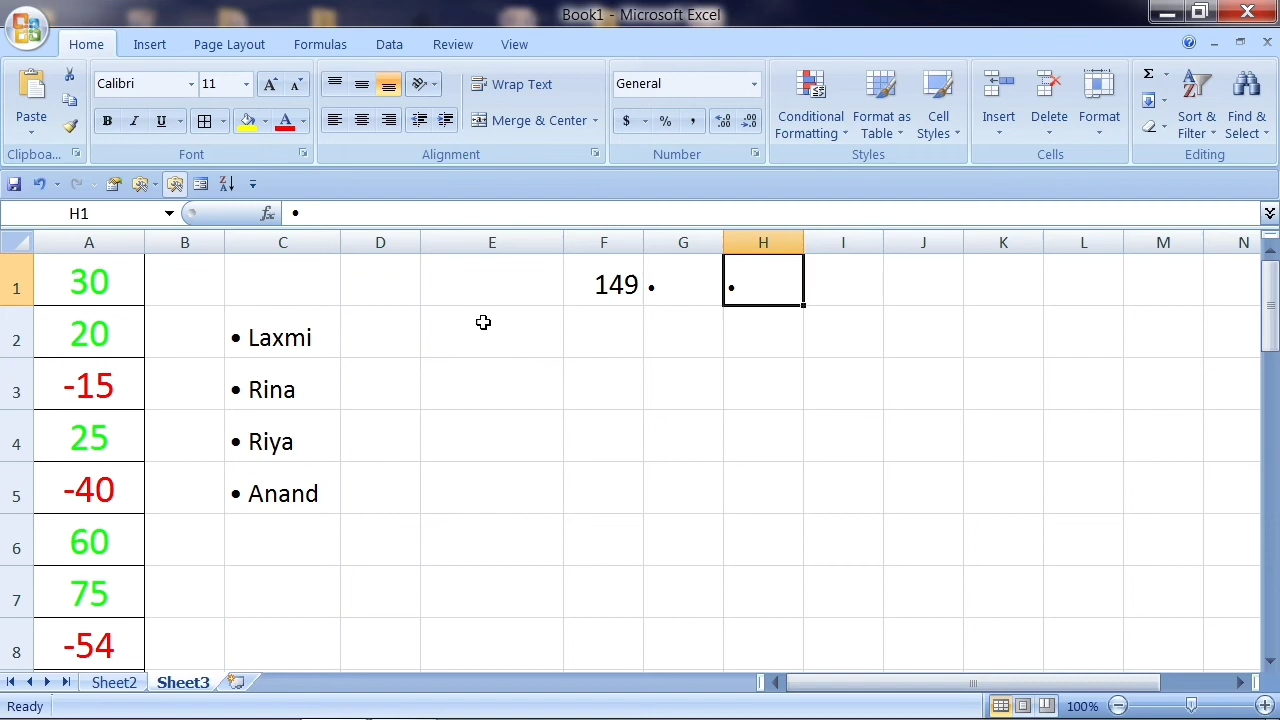 Book1 - Microsoft Excel
Home Insert Page Layout Formulas Data Review View
Calibri 11 Wrap Text General
Paste B I U Merge & Center $ % , Conditional Formatting Format as Table Cell Styles Insert Delete Format Σ Sort & Filter Find & Select
Clipboa... Font Alignment Number Styles Cells Editing
H1 fx •
A B C D E F G H I J K L M N
1 30 149 • •
2 20 • Laxmi
3 -15 • Rina
4 25 • Riya
5 -40 • Anand
6 60
7 75
8 -54
Sheet2 Sheet3
Ready 100%